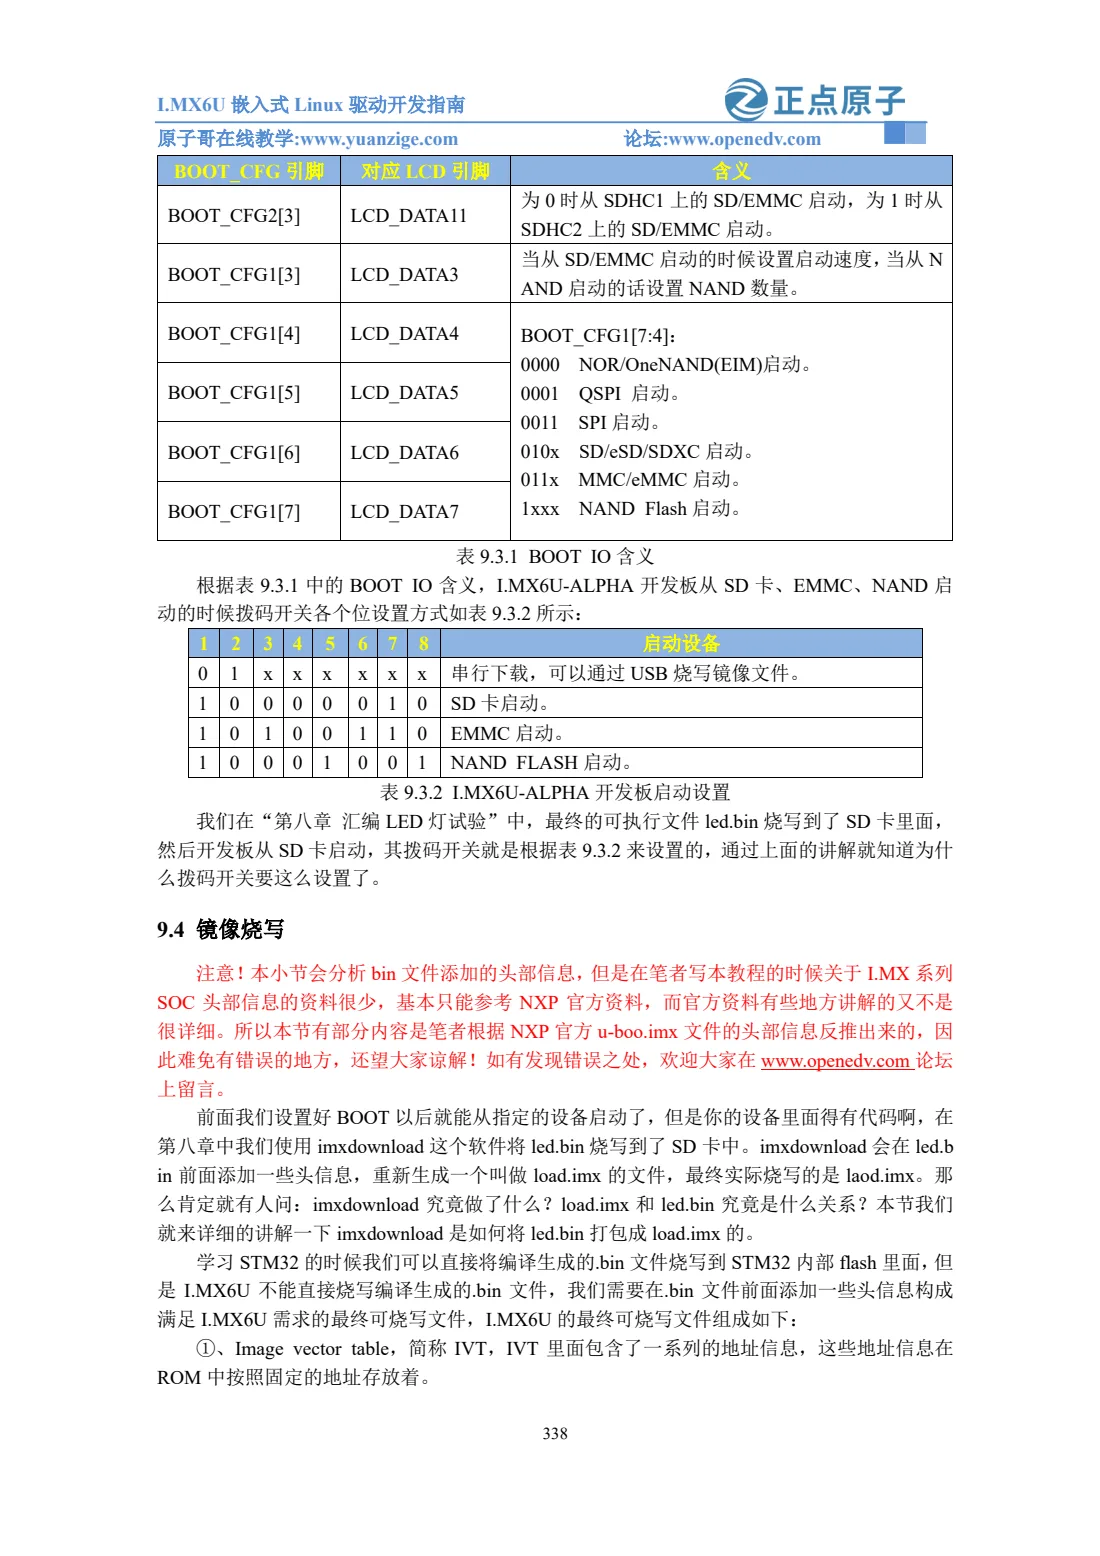 I.MX6U 嵌入式 Linux 驱动开发指南
正点原子
原子哥在线教学:www.yuanzige.com 论坛:www.openedv.com
BOOT_CFG 引脚 对应 LCD 引脚 含义
BOOT_CFG2[3] LCD_DATA11 为 0 时从 SDHC1 上的 SD/EMMC 启动，为 1 时从
SDHC2 上的 SD/EMMC 启动。
BOOT_CFG1[3] LCD_DATA3 当从 SD/EMMC 启动的时候设置启动速度，当从 N
AND 启动的话设置 NAND 数量。
BOOT_CFG1[4] LCD_DATA4
BOOT_CFG1[5] LCD_DATA5
BOOT_CFG1[6] LCD_DATA6
BOOT_CFG1[7] LCD_DATA7
BOOT_CFG1[7:4]：
0000 NOR/OneNAND(EIM)启动。
0001 QSPI 启动。
0011 SPI 启动。
010x SD/eSD/SDXC 启动。
011x MMC/eMMC 启动。
1xxx NAND Flash 启动。
表 9.3.1 BOOT IO 含义
根据表 9.3.1 中的 BOOT IO 含义，I.MX6U-ALPHA 开发板从 SD 卡、EMMC、NAND 启
动的时候拨码开关各个位设置方式如表 9.3.2 所示：
1 2 3 4 5 6 7 8 启动设备
0 1 x x x x x x 串行下载，可以通过 USB 烧写镜像文件。
1 0 0 0 0 0 1 0 SD 卡启动。
1 0 1 0 0 1 1 0 EMMC 启动。
1 0 0 0 1 0 0 1 NAND FLASH 启动。
表 9.3.2 I.MX6U-ALPHA 开发板启动设置
我们在“第八章 汇编 LED 灯试验”中，最终的可执行文件 led.bin 烧写到了 SD 卡里面，
然后开发板从 SD 卡启动，其拨码开关就是根据表 9.3.2 来设置的，通过上面的讲解就知道为什
么拨码开关要这么设置了。
9.4 镜像烧写
注意！本小节会分析 bin 文件添加的头部信息，但是在笔者写本教程的时候关于 I.MX 系列
SOC 头部信息的资料很少，基本只能参考 NXP 官方资料，而官方资料有些地方讲解的又不是
很详细。所以本节有部分内容是笔者根据 NXP 官方 u-boo.imx 文件的头部信息反推出来的，因
此难免有错误的地方，还望大家谅解！如有发现错误之处，欢迎大家在 www.openedv.com 论坛
上留言。
前面我们设置好 BOOT 以后就能从指定的设备启动了，但是你的设备里面得有代码啊，在
第八章中我们使用 imxdownload 这个软件将 led.bin 烧写到了 SD 卡中。imxdownload 会在 led.b
in 前面添加一些头信息，重新生成一个叫做 load.imx 的文件，最终实际烧写的是 laod.imx。那
么肯定就有人问：imxdownload 究竟做了什么？load.imx 和 led.bin 究竟是什么关系？本节我们
就来详细的讲解一下 imxdownload 是如何将 led.bin 打包成 load.imx 的。
学习 STM32 的时候我们可以直接将编译生成的.bin 文件烧写到 STM32 内部 flash 里面，但
是 I.MX6U 不能直接烧写编译生成的.bin 文件，我们需要在.bin 文件前面添加一些头信息构成
满足 I.MX6U 需求的最终可烧写文件，I.MX6U 的最终可烧写文件组成如下：
①、Image vector table，简称 IVT，IVT 里面包含了一系列的地址信息，这些地址信息在
ROM 中按照固定的地址存放着。
338